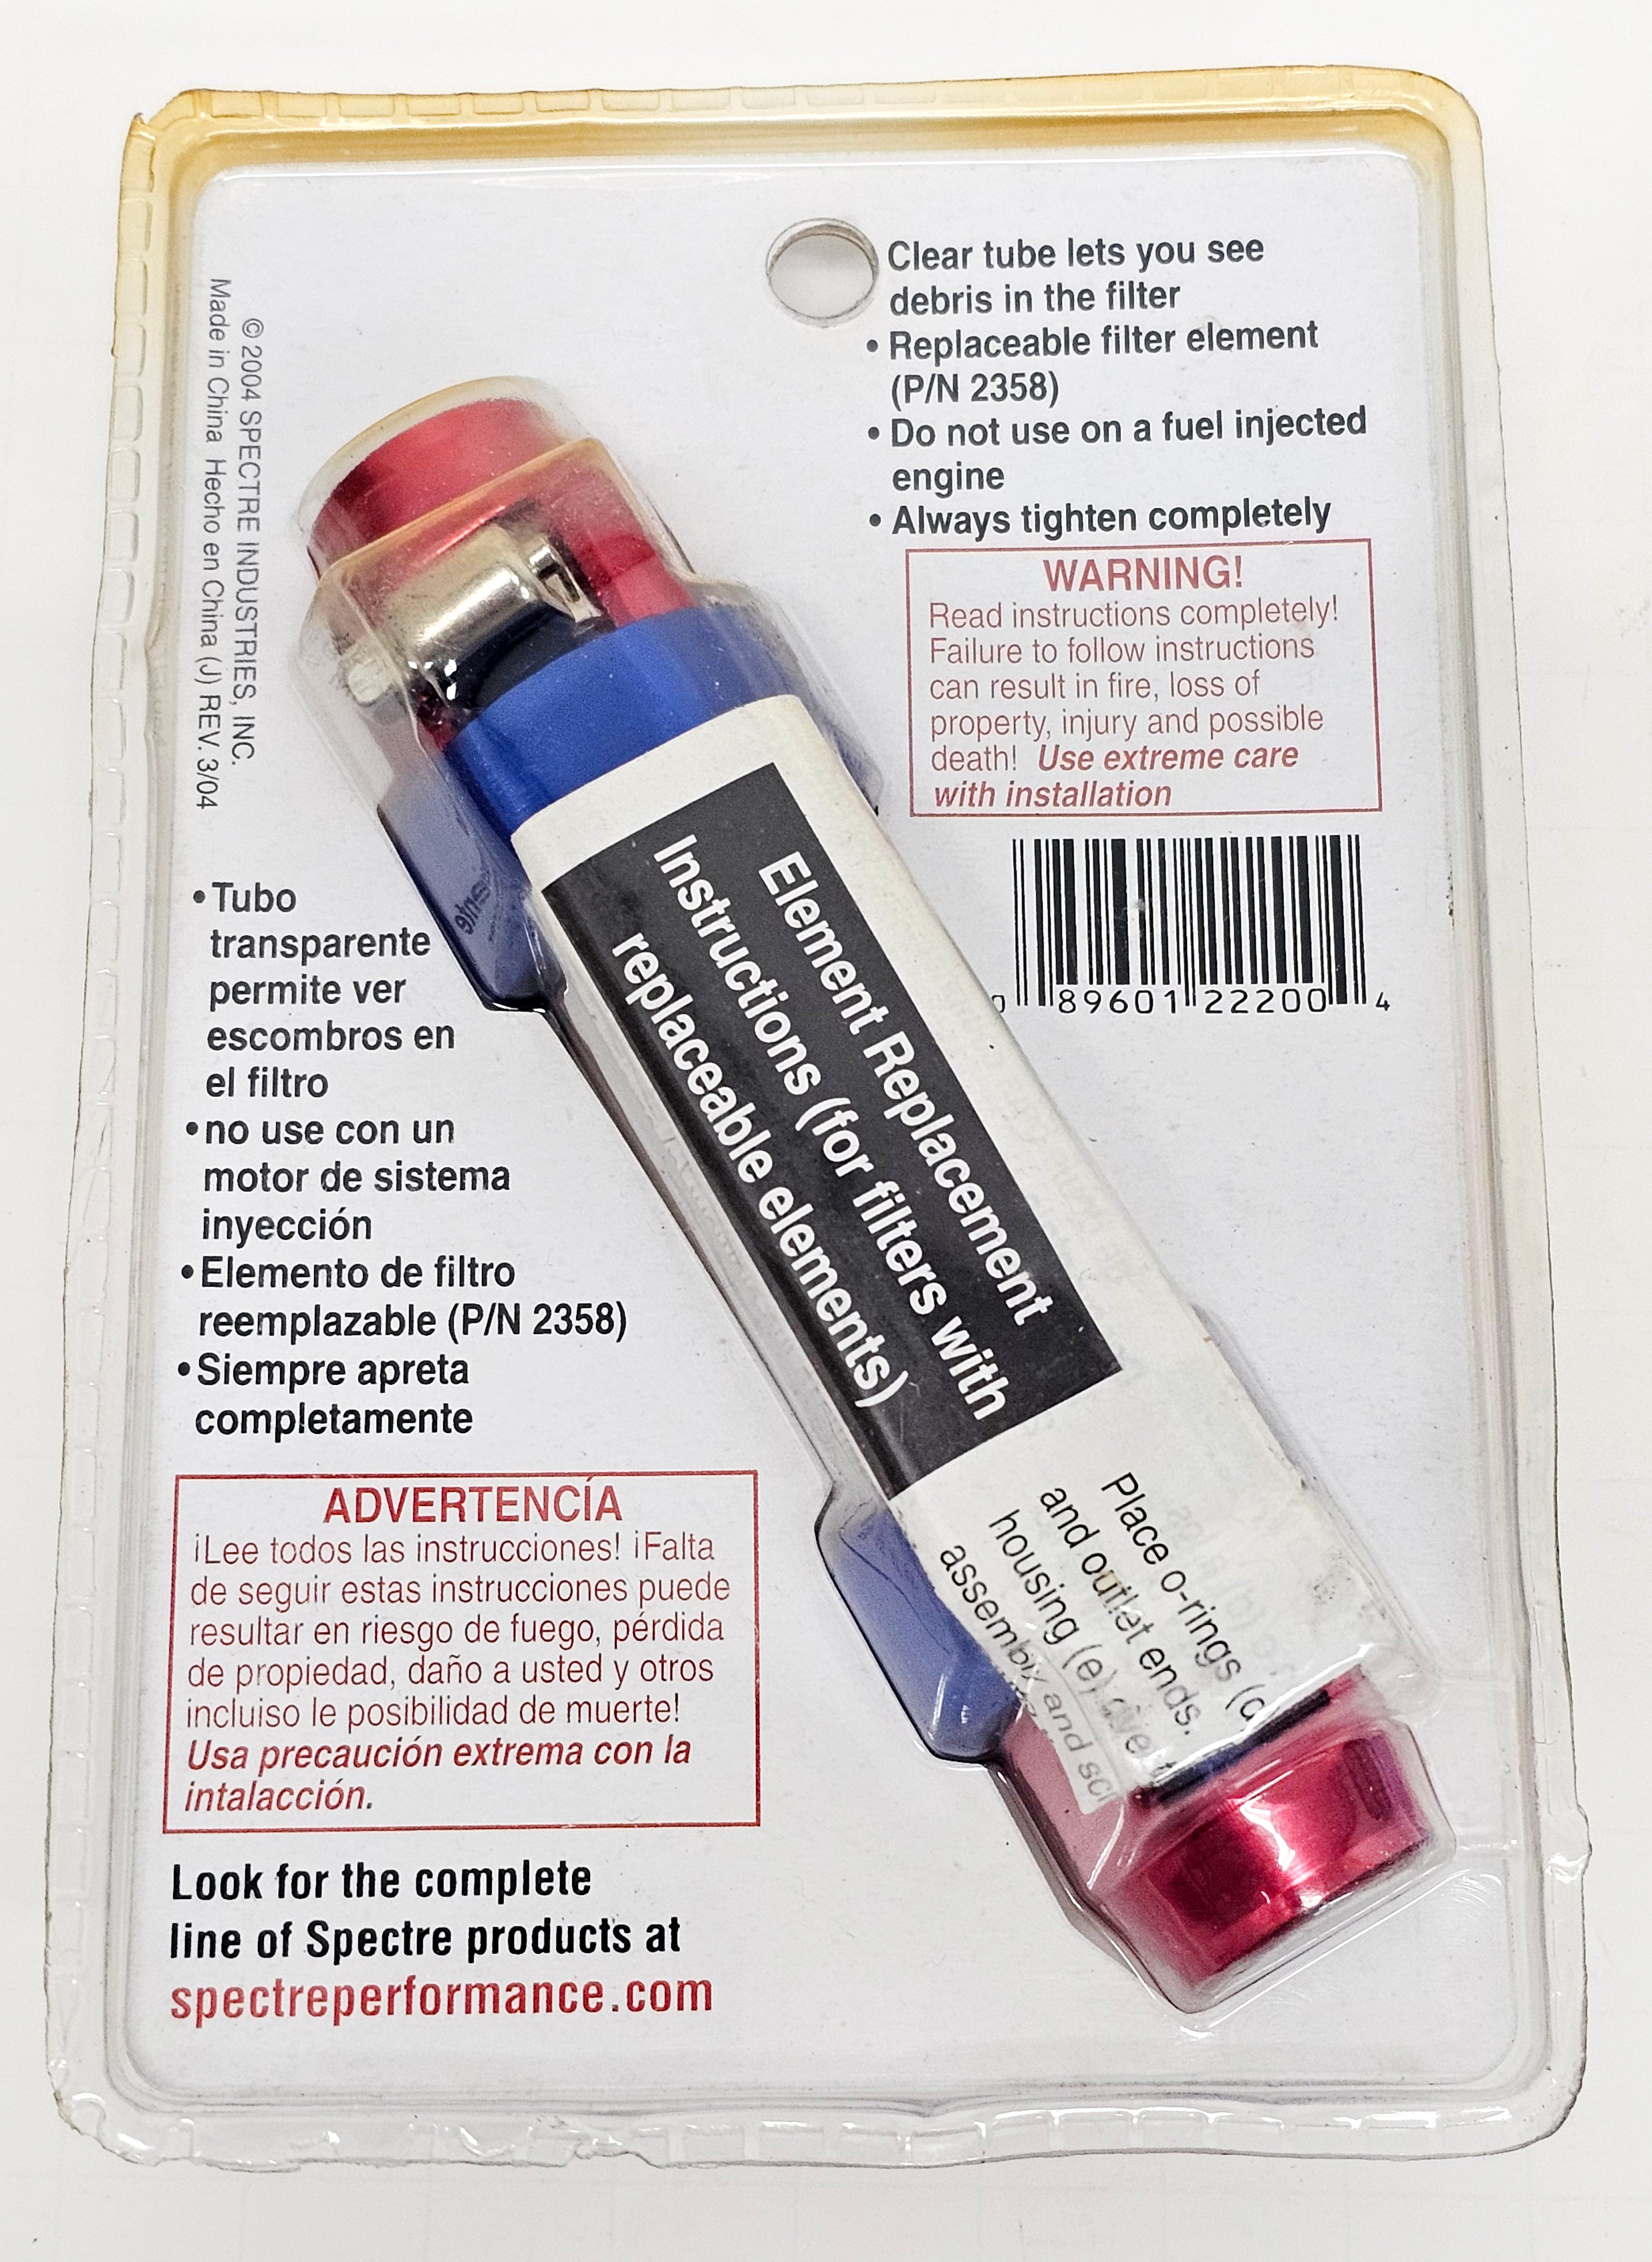 Clear tube lets you see
debris in the filter
• Replaceable filter element
(P/N 2358)
• Do not use on a fuel injected
engine
• Always tighten completely
WARNING!
Read instructions completely!
Failure to follow instructions
can result in fire, loss of
property, injury and possible
death! Use extreme care
with installation
0 89601 22200 4
© 2004 SPECTRE INDUSTRIES, INC.
Made in China Hecho en China (J) REV. 3/04
Element Replacement
Instructions (for filters with
replaceable elements)
Place o-rings (d
and outlet ends.
housing (e)
assembly and
• Tubo
transparente
permite ver
escombros en
el filtro
• no use con un
motor de sistema
inyección
• Elemento de filtro
reemplazable (P/N 2358)
• Siempre apreta
completamente
ADVERTENCÍA
¡Lee todos las instrucciones! ¡Falta
de seguir estas instrucciones puede
resultar en riesgo de fuego, pérdida
de propiedad, daño a usted y otros
incluiso le posibilidad de muerte!
Usa precaución extrema con la
intalacción.
Look for the complete
line of Spectre products at
spectreperformance.com